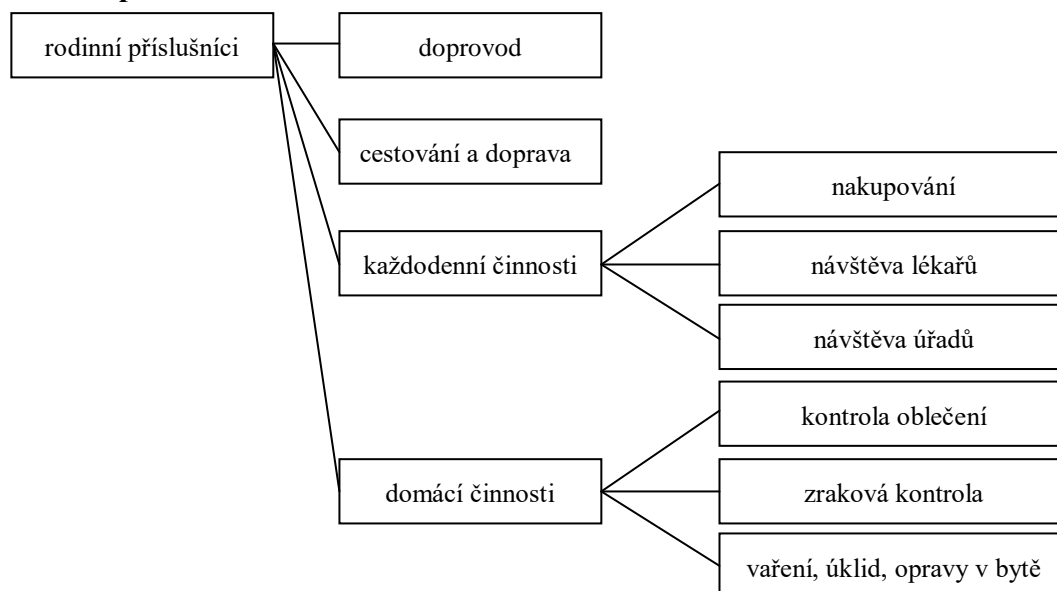 rodinní příslušníci
doprovod
cestování a doprava
každodenní činnosti
nakupování
návštěva lékařů
návštěva úřadů
domácí činnosti
kontrola oblečení
zraková kontrola
vaření, úklid, opravy v bytě